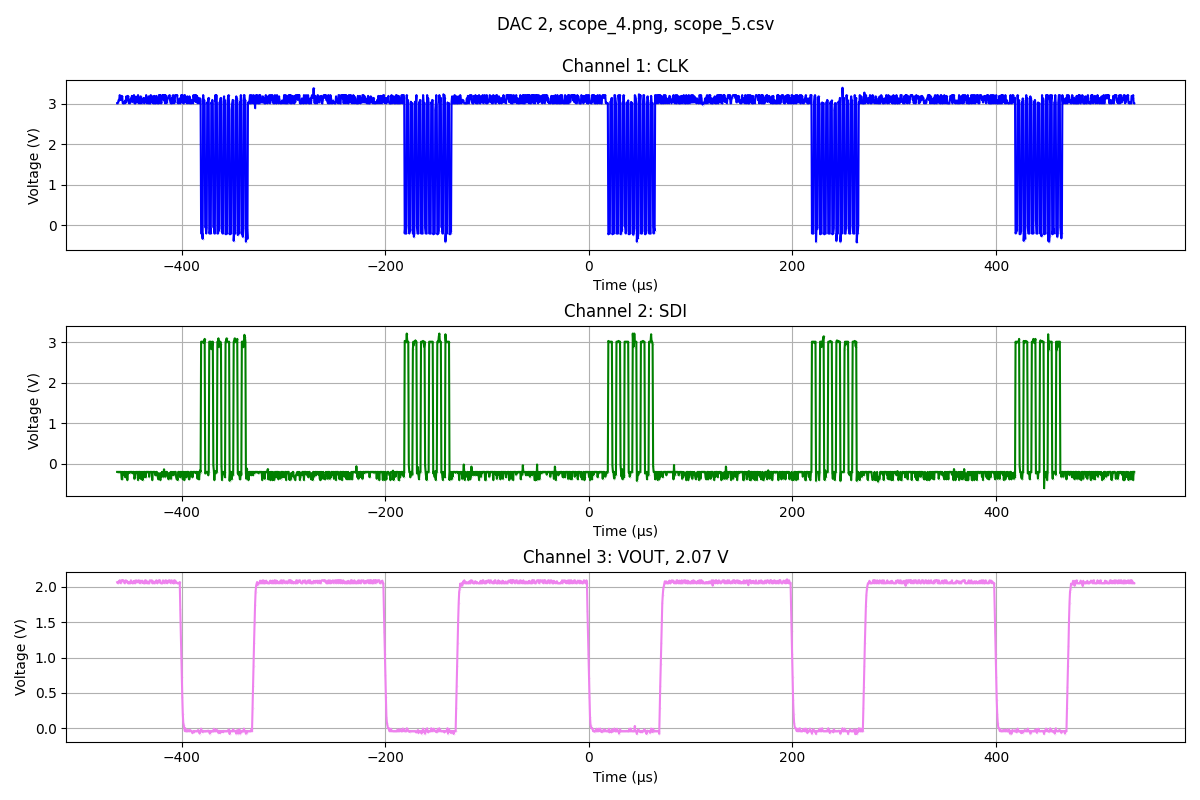 DAC 2, scope_4.png, scope_5.csv
Channel 1: CLK
Voltage (V)
3
2
1
0
−400
−200
0
200
400
Time (µs)
Channel 2: SDI
Voltage (V)
3
2
1
0
−400
−200
0
200
400
Time (µs)
Channel 3: VOUT, 2.07 V
Voltage (V)
2.0
1.5
1.0
0.5
0.0
−400
−200
0
200
400
Time (µs)